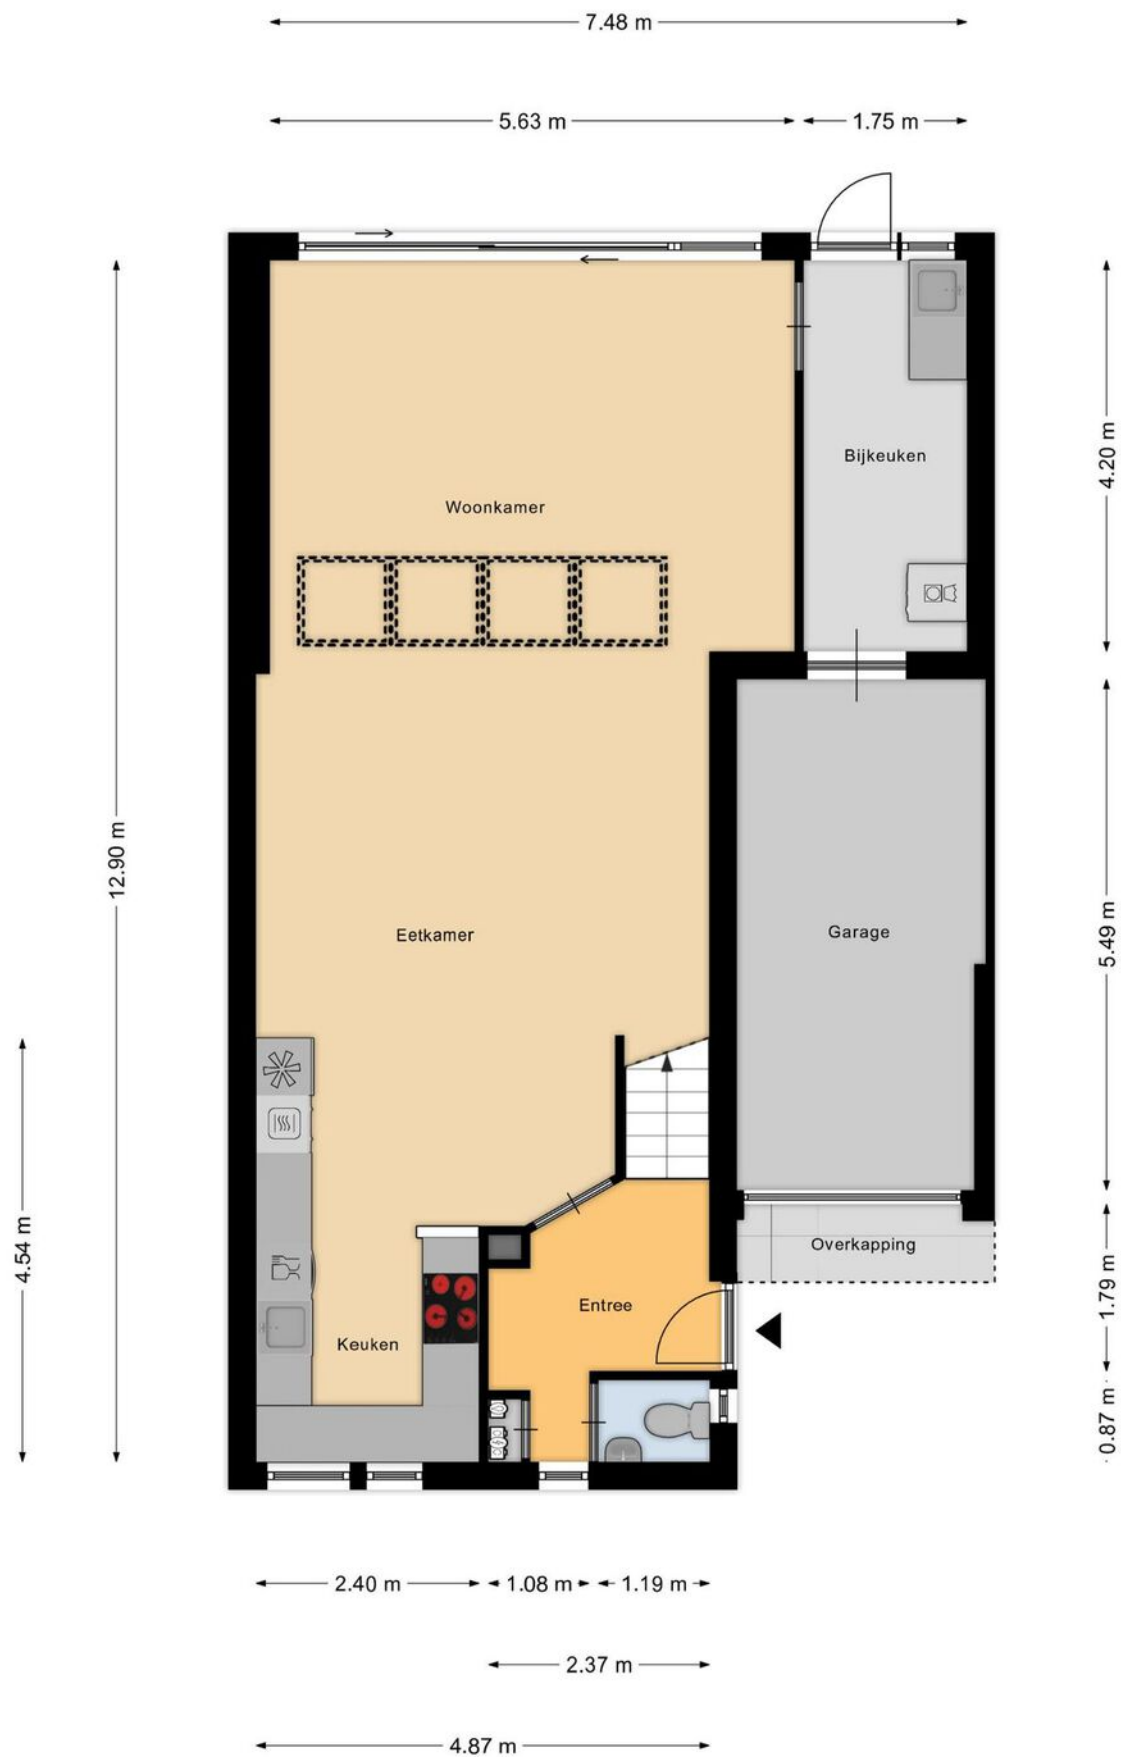 7.48 m
5.63 m
1.75 m
4.20 m
Bijkeuken
Woonkamer
12.90 m
5.49 m
Garage
Eetkamer
4.54 m
Overkapping
1.79 m
Entree
Keuken
0.87 m
2.40 m
1.08 m
1.19 m
2.37 m
4.87 m